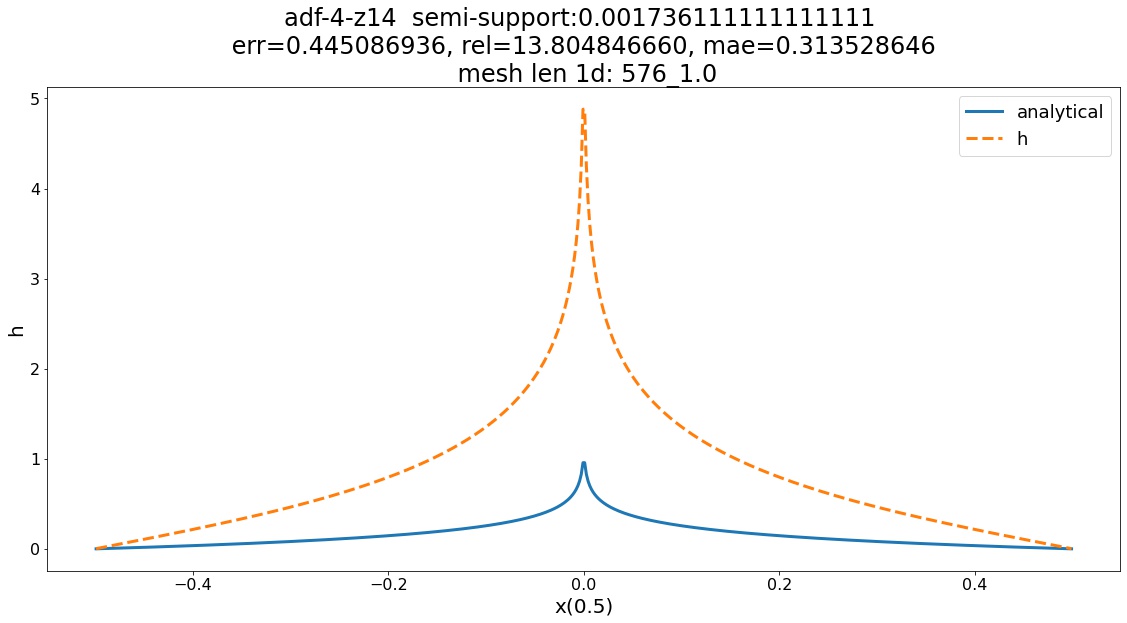 adf-4-z14  semi-support:0.001736111111111111
err=0.445086936, rel=13.804846660, mae=0.313528646
mesh len 1d: 576_1.0
analytical
h
5
4
3
2
1
0
h
−0.4
−0.2
0.0
0.2
0.4
x(0.5)